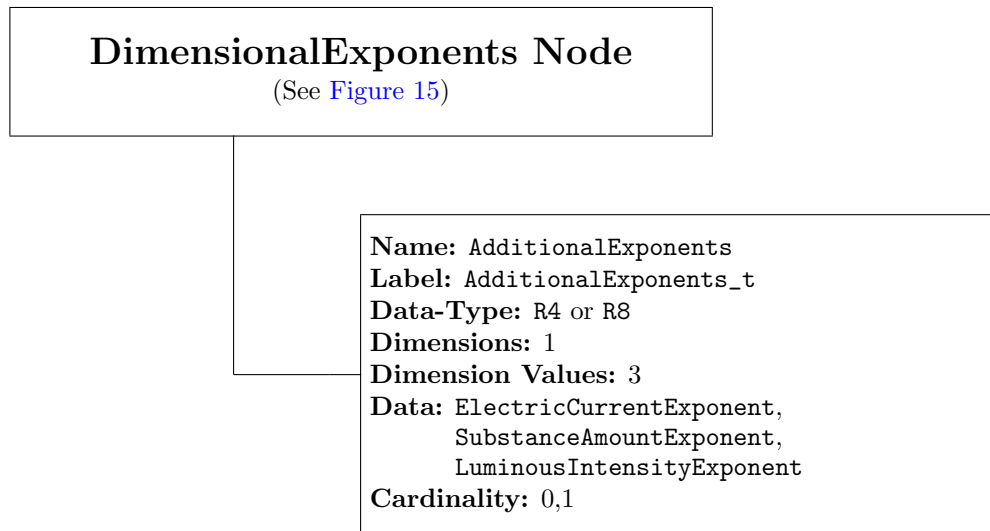 DimensionalExponents Node
(See Figure 15)
Name: AdditionalExponents
Label: AdditionalExponents_t
Data-Type: R4 or R8
Dimensions: 1
Dimension Values: 3
Data: ElectricCurrentExponent,
SubstanceAmountExponent,
LuminousIntensityExponent
Cardinality: 0,1